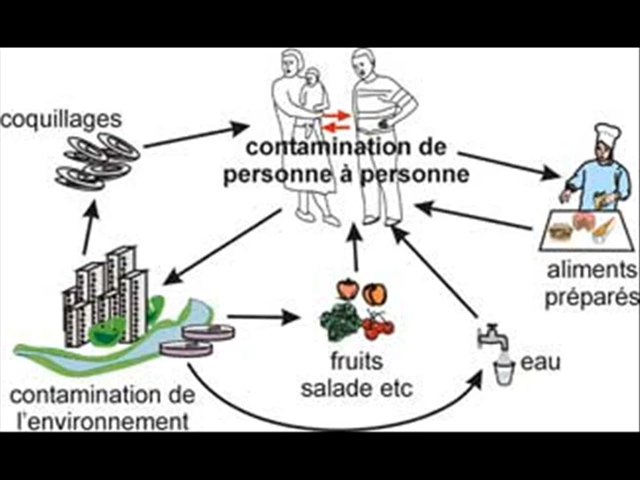 coquillages
contamination de
personne à personne
aliments
préparés
fruits
salade etc
eau
contamination de
l'environnement